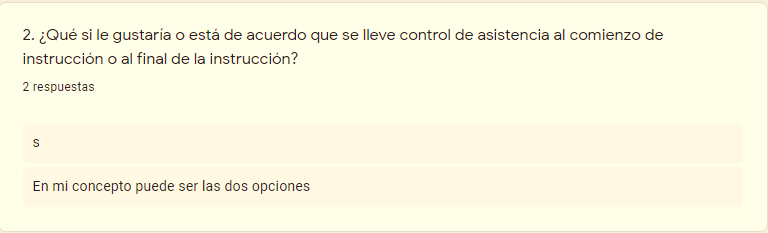 2. ¿Qué si le gustaría o está de acuerdo que se lleve control de asistencia al comienzo de
instrucción o al final de la instrucción?
2 respuestas
s
En mi concepto puede ser las dos opciones